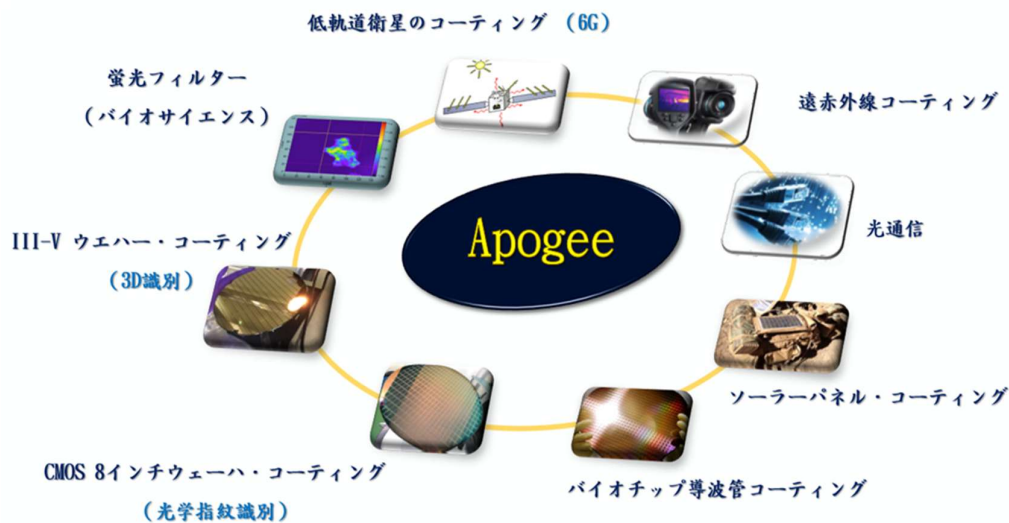 低軌道衛星のコーティング (6G)
蛍光フィルター
(バイオサイエンス)
遠赤外線コーティング
Apogee
光通信
III-V ウエハー・コーティング
(3D識別)
ソーラーパネル・コーティング
CMOS 8インチウェーハ・コーティング
(光学指紋識別)
バイオチップ導波管コーティング